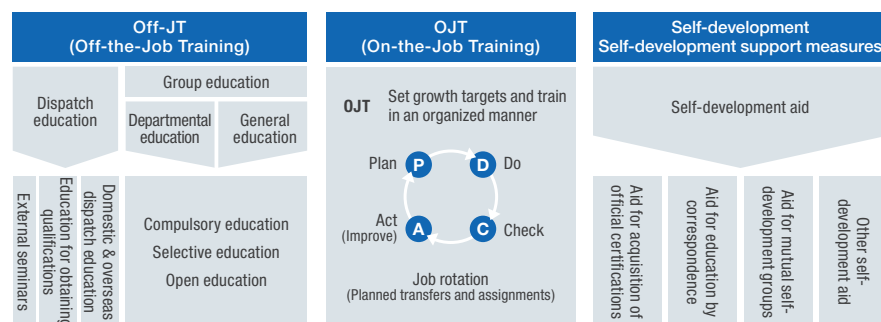 Off-JT
(Off-the-Job Training)
Dispatch
education
Group education
Departmental
education
General
education
External seminars
Education for obtaining
qualifications
Domestic & overseas
dispatch education
Compulsory education
Selective education
Open education
OJT
(On-the-Job Training)
OJT
Set growth targets and train
in an organized manner
Plan P D Do
Act
(Improve) A C Check
Job rotation
(Planned transfers and assignments)
Self-development
Self-development support measures
Self-development aid
Aid for acquisition of
official certifications
Aid for education by
correspondence
Aid for mutual self-
development groups
Other self-
development aid